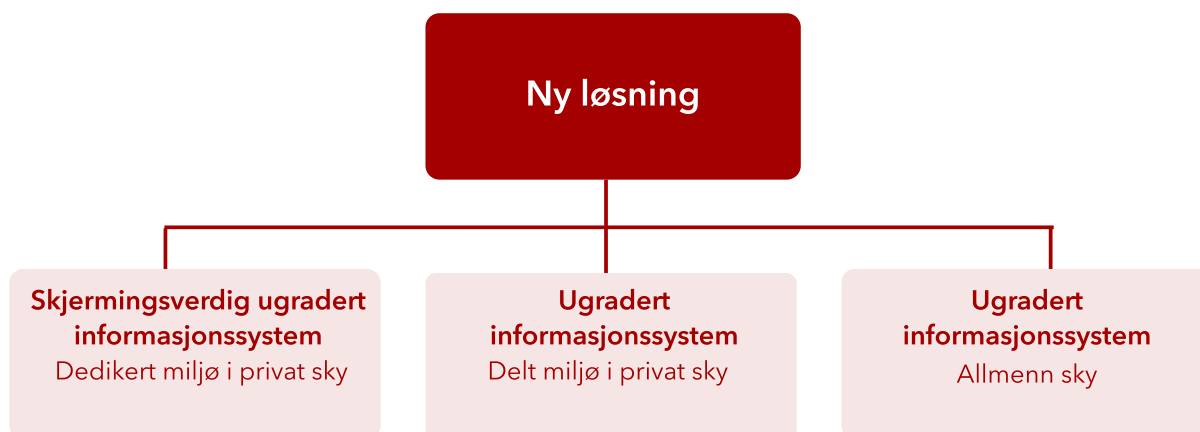 Ny løsning
Skjermingsverdig ugradert
informasjonssystem
Dedikert miljø i privat sky
Ugradert
informasjonssystem
Delt miljø i privat sky
Ugradert
informasjonssystem
Allmenn sky